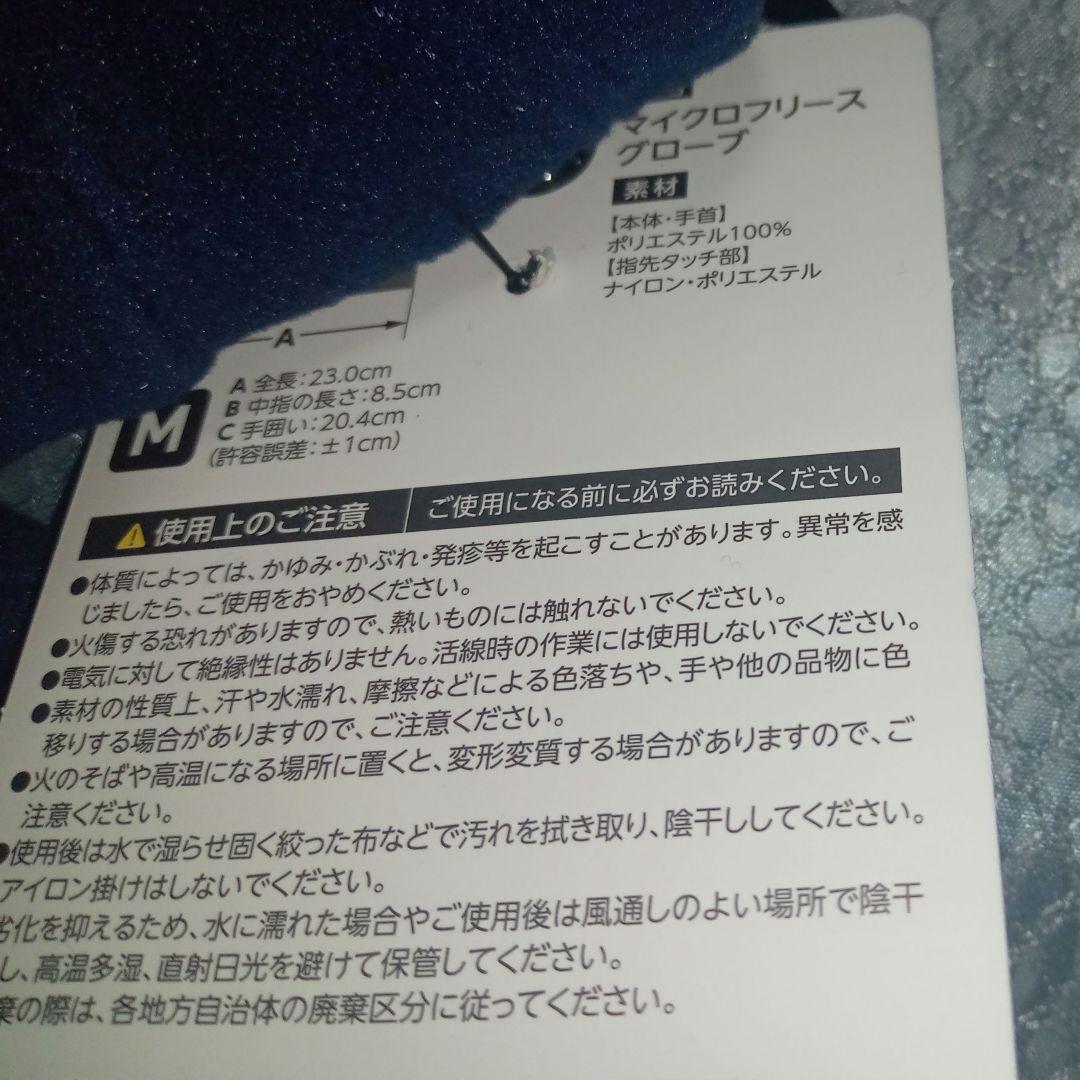 マイクロフリース
グローブ
素材
【本体・手首】
ポリエステル100%
【指先タッチ部】
ナイロン・ポリエステル
A
A 全長:23.0cm
B 中指の長さ:8.5cm
C 手囲い:20.4cm
(許容誤差:±1cm)
M
使用上のご注意 ご使用になる前に必ずお読みください。
●体質によっては、かゆみ・かぶれ・発疹等を起こすことがあります。異常を感
じましたら、ご使用をおやめください。
●火傷する恐れがありますので、熱いものには触れないでください。
●電気に対して絶縁性はありません。活線時の作業には使用しないでください。
●素材の性質上、汗や水濡れ、摩擦などによる色落ちや、手や他の品物に色
移りする場合がありますので、ご注意ください。
●火のそばや高温になる場所に置くと、変形変質する場合がありますので、ご
注意ください。
●使用後は水で湿らせ固く絞った布などで汚れを拭き取り、陰干ししてください。
アイロン掛けはしないでください。
劣化を抑えるため、水に濡れた場合やご使用後は風通しのよい場所で陰干
し、高温多湿、直射日光を避けて保管してください。
棄の際は、各地方自治体の廃棄区分に従ってください。